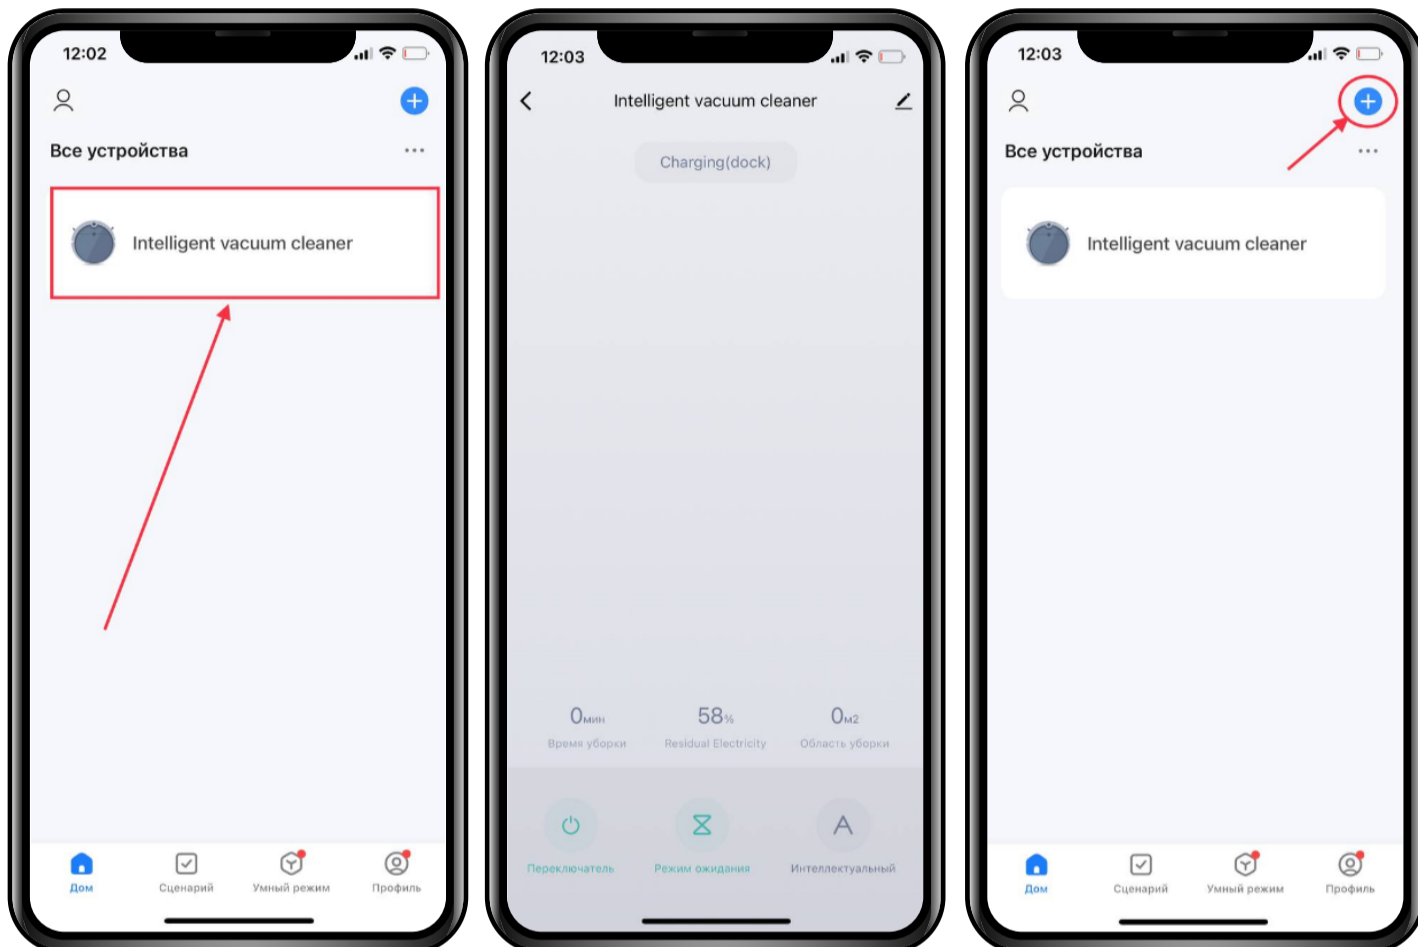 12:02
Все устройства
Intelligent vacuum cleaner
Дом
Сценарий
Умный режим
Профиль
12:03
Intelligent vacuum cleaner
Charging(dock)
0мин
58%
0м2
Время уборки
Residual Electricity
Область уборки
Переключатель
Режим ожидания
Интеллектуальный
12:03
Все устройства
Intelligent vacuum cleaner
Дом
Сценарий
Умный режим
Профиль